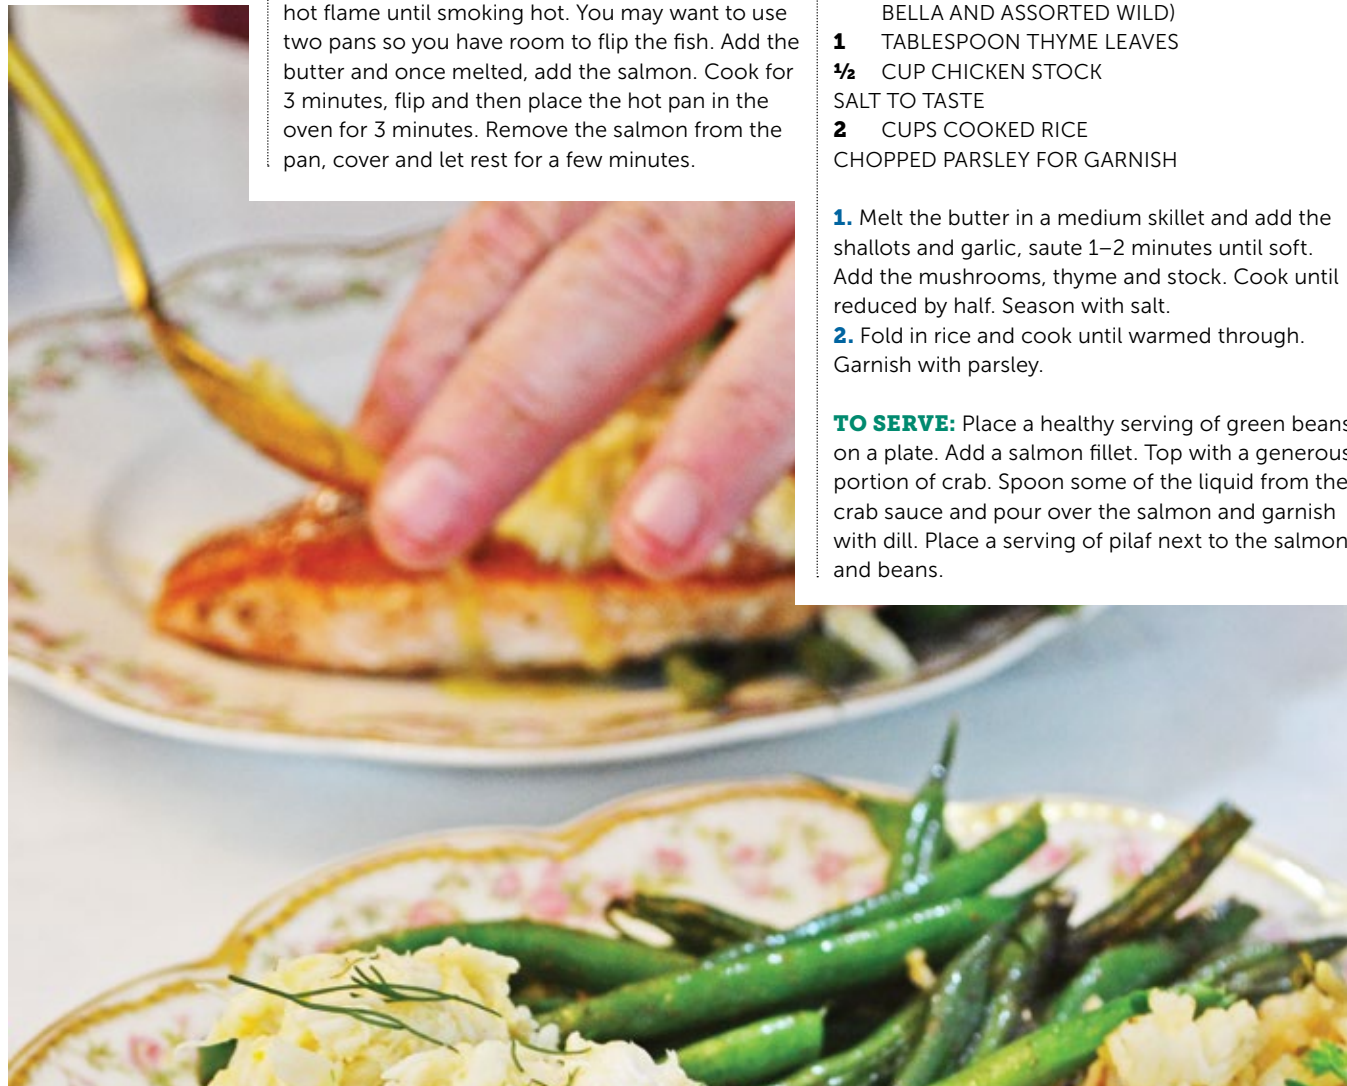 hot flame until smoking hot. You may want to use
two pans so you have room to flip the fish. Add the
butter and once melted, add the salmon. Cook for
3 minutes, flip and then place the hot pan in the
oven for 3 minutes. Remove the salmon from the
pan, cover and let rest for a few minutes.
BELLA AND ASSORTED WILD)
1 TABLESPOON THYME LEAVES
½ CUP CHICKEN STOCK
SALT TO TASTE
2 CUPS COOKED RICE
CHOPPED PARSLEY FOR GARNISH
1. Melt the butter in a medium skillet and add the
shallots and garlic, saute 1–2 minutes until soft.
Add the mushrooms, thyme and stock. Cook until
reduced by half. Season with salt.
2. Fold in rice and cook until warmed through.
Garnish with parsley.
TO SERVE: Place a healthy serving of green beans
on a plate. Add a salmon fillet. Top with a generous
portion of crab. Spoon some of the liquid from the
crab sauce and pour over the salmon and garnish
with dill. Place a serving of pilaf next to the salmon
and beans.